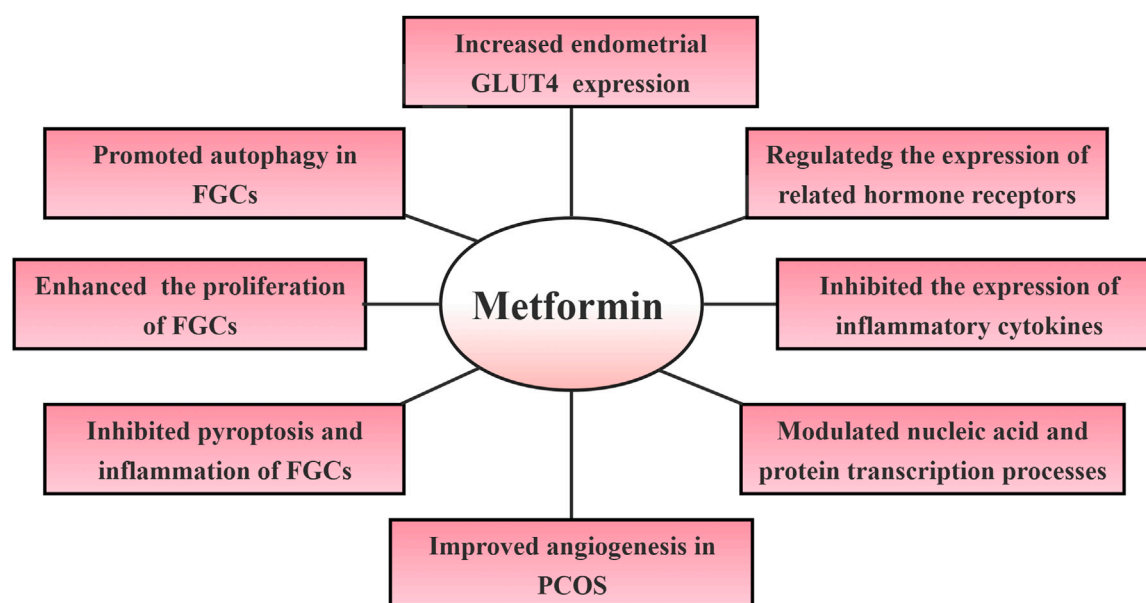 Increased endometrial
GLUT4 expression
Promoted autophagy in
FGCs
Regulatedg the expression of
related hormone receptors
Enhanced the proliferation
of FGCs
Metformin
Inhibited the expression of
inflammatory cytokines
Inhibited pyroptosis and
inflammation of FGCs
Modulated nucleic acid and
protein transcription processes
Improved angiogenesis in
PCOS